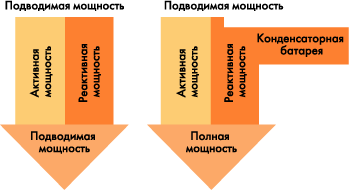 Подводимая мощность
Активная
мощность
Реактивная
мощность
Подводимая
мощность
Подводимая мощность
Конденсаторная
батарея
Активная
мощность
Реактивная
мощность
Полная
мощность